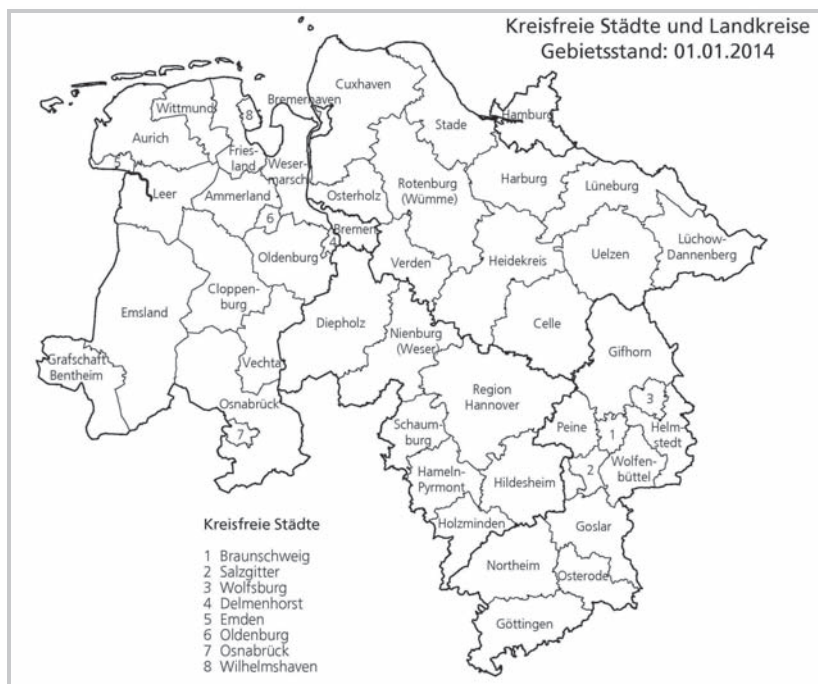 Kreisfreie Städte und Landkreise
Gebietsstand: 01.01.2014
Cuxhaven
Bremerhaven
Wittmund
8
Hamburg
Aurich
Stade
Fries-
land
5
Weser-
marsch
Harburg
Lüneburg
Leer
Ammerland
Osterholz
Rotenburg
(Wümme)
6
Bremen
4
Oldenburg
Verden
Heidekreis
Uelzen
Lüchow-
Dannenberg
Cloppen-
burg
Emsland
Diepholz
Nienburg
(Weser)
Celle
Gifhorn
Grafschaft
Bentheim
Vechta
Region
Hannover
Osnabrück
3
Schaum-
burg
Peine
1
Helm-
stedt
7
Hameln-
Pyrmont
Hildesheim
2
Wolfen-
büttel
Holzminden
Goslar
Northeim
Osterode
Göttingen
Kreisfreie Städte
1 Braunschweig
2 Salzgitter
3 Wolfsburg
4 Delmenhorst
5 Emden
6 Oldenburg
7 Osnabrück
8 Wilhelmshaven